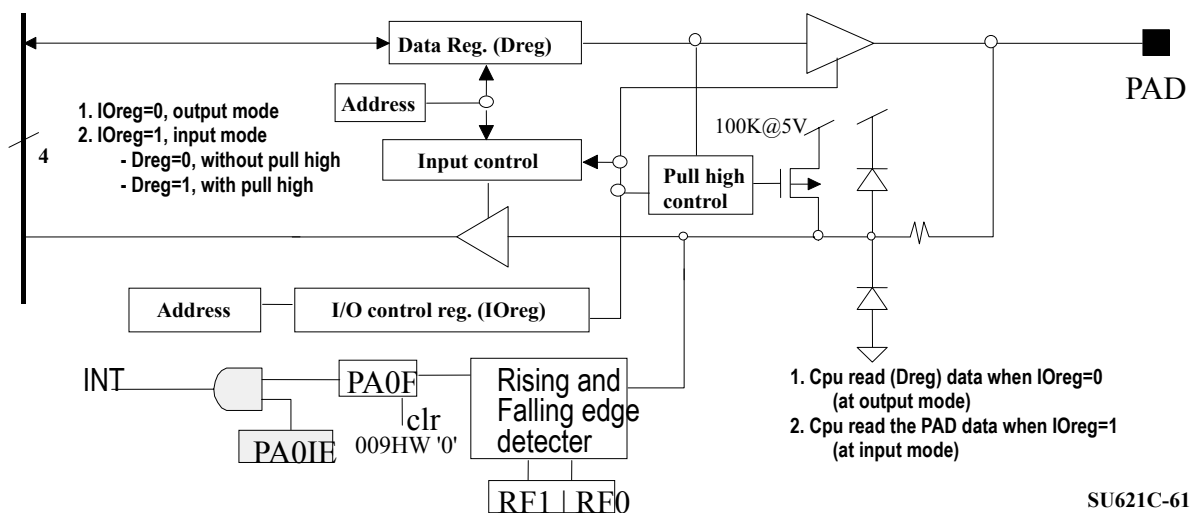 Data Reg. (Dreg)
PAD
Address
1. IOreg=0, output mode
2. IOreg=1, input mode
- Dreg=0, without pull high
- Dreg=1, with pull high
4
100K@5V
Input control
Pull high
control
Address
I/O control reg. (IOreg)
INT
PA0F
Rising and
Falling edge
detecter
clr
009HW '0'
PA0IE
RF1 | RF0
1. Cpu read (Dreg) data when IOreg=0
(at output mode)
2. Cpu read the PAD data when IOreg=1
(at input mode)
SU621C-61